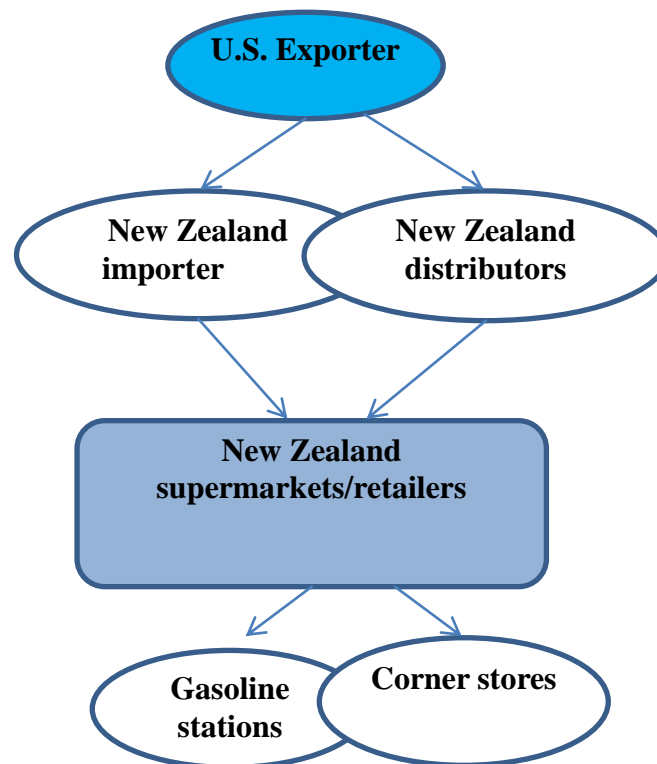 U.S. Exporter
New Zealand
importer
New Zealand
distributors
New Zealand
supermarkets/retailers
Gasoline
stations
Corner stores